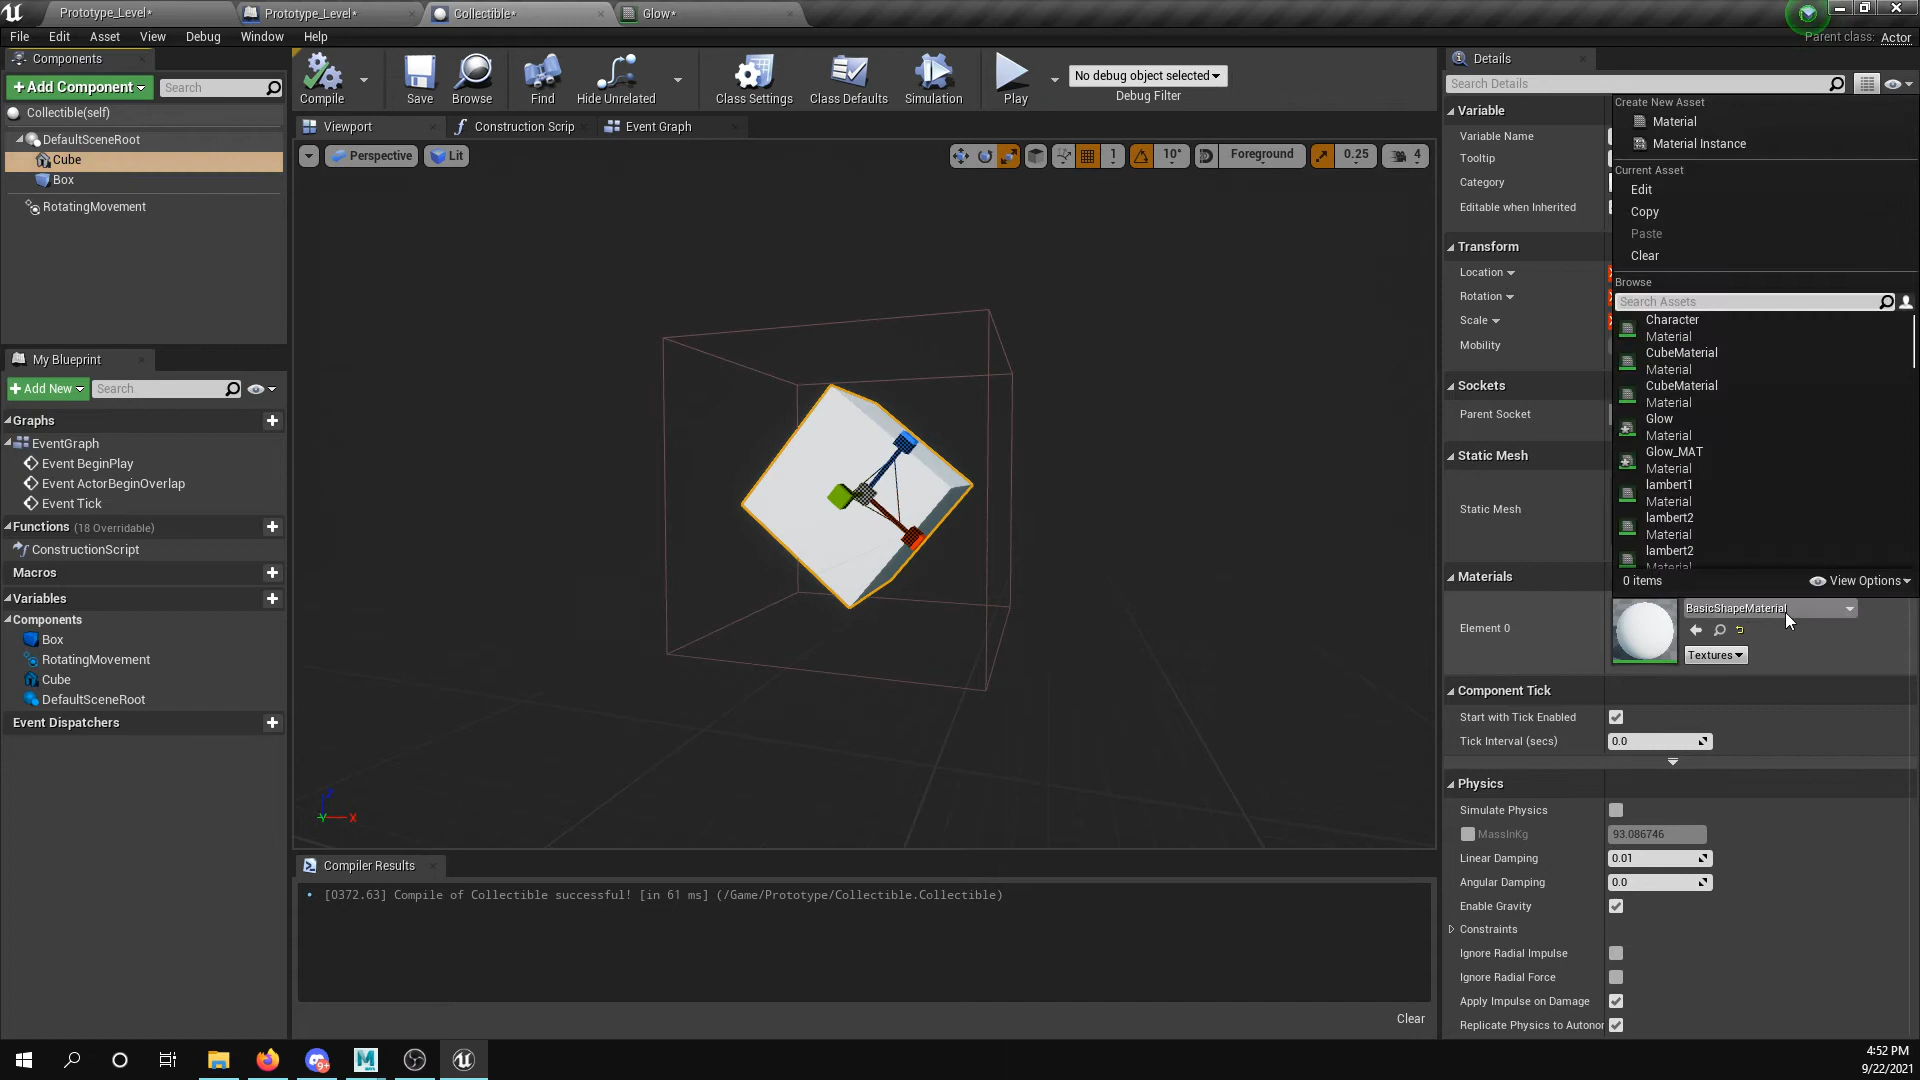 Prototype_Level*
Prototype_Level*
Collectible*
Glow*
File Edit Asset View Debug Window Help
Parent class: Actor
Components
+ Add Component
Search
Collectible(self)
DefaultSceneRoot
Cube
Box
RotatingMovement
My Blueprint
+ Add New
Search
Graphs
EventGraph
Event BeginPlay
Event ActorBeginOverlap
Event Tick
Functions (18 Overridable)
ConstructionScript
Macros
Variables
Components
Box
RotatingMovement
Cube
DefaultSceneRoot
Event Dispatchers
Compile
Save
Browse
Find
Hide Unrelated
Class Settings
Class Defaults
Simulation
Play
No debug object selected
Debug Filter
Viewport
Construction Scrip
Event Graph
Perspective
Lit
1
10°
Foreground
0.25
4
Z
Y
X
Compiler Results
[0372.63] Compile of Collectible successful! [in 61 ms] (/Game/Prototype/Collectible.Collectible)
Clear
Details
Search Details
Variable
Variable Name
Tooltip
Category
Editable when Inherited
Transform
Location
Rotation
Scale
Mobility
Sockets
Parent Socket
Static Mesh
Static Mesh
Materials
Element 0
Create New Asset
Material
Material Instance
Current Asset
Edit
Copy
Paste
Clear
Browse
Search Assets
Character
Material
CubeMaterial
Material
CubeMaterial
Material
Glow
Material
Glow_MAT
Material
lambert1
Material
lambert2
Material
lambert2
Material
0 items
View Options
BasicShapeMaterial
Textures
Component Tick
Start with Tick Enabled
Tick Interval (secs)
0.0
Physics
Simulate Physics
MassInKg
93.086746
Linear Damping
0.01
Angular Damping
0.0
Enable Gravity
Constraints
Ignore Radial Impulse
Ignore Radial Force
Apply Impulse on Damage
Replicate Physics to Autonor
9+
4:52 PM
9/22/2021